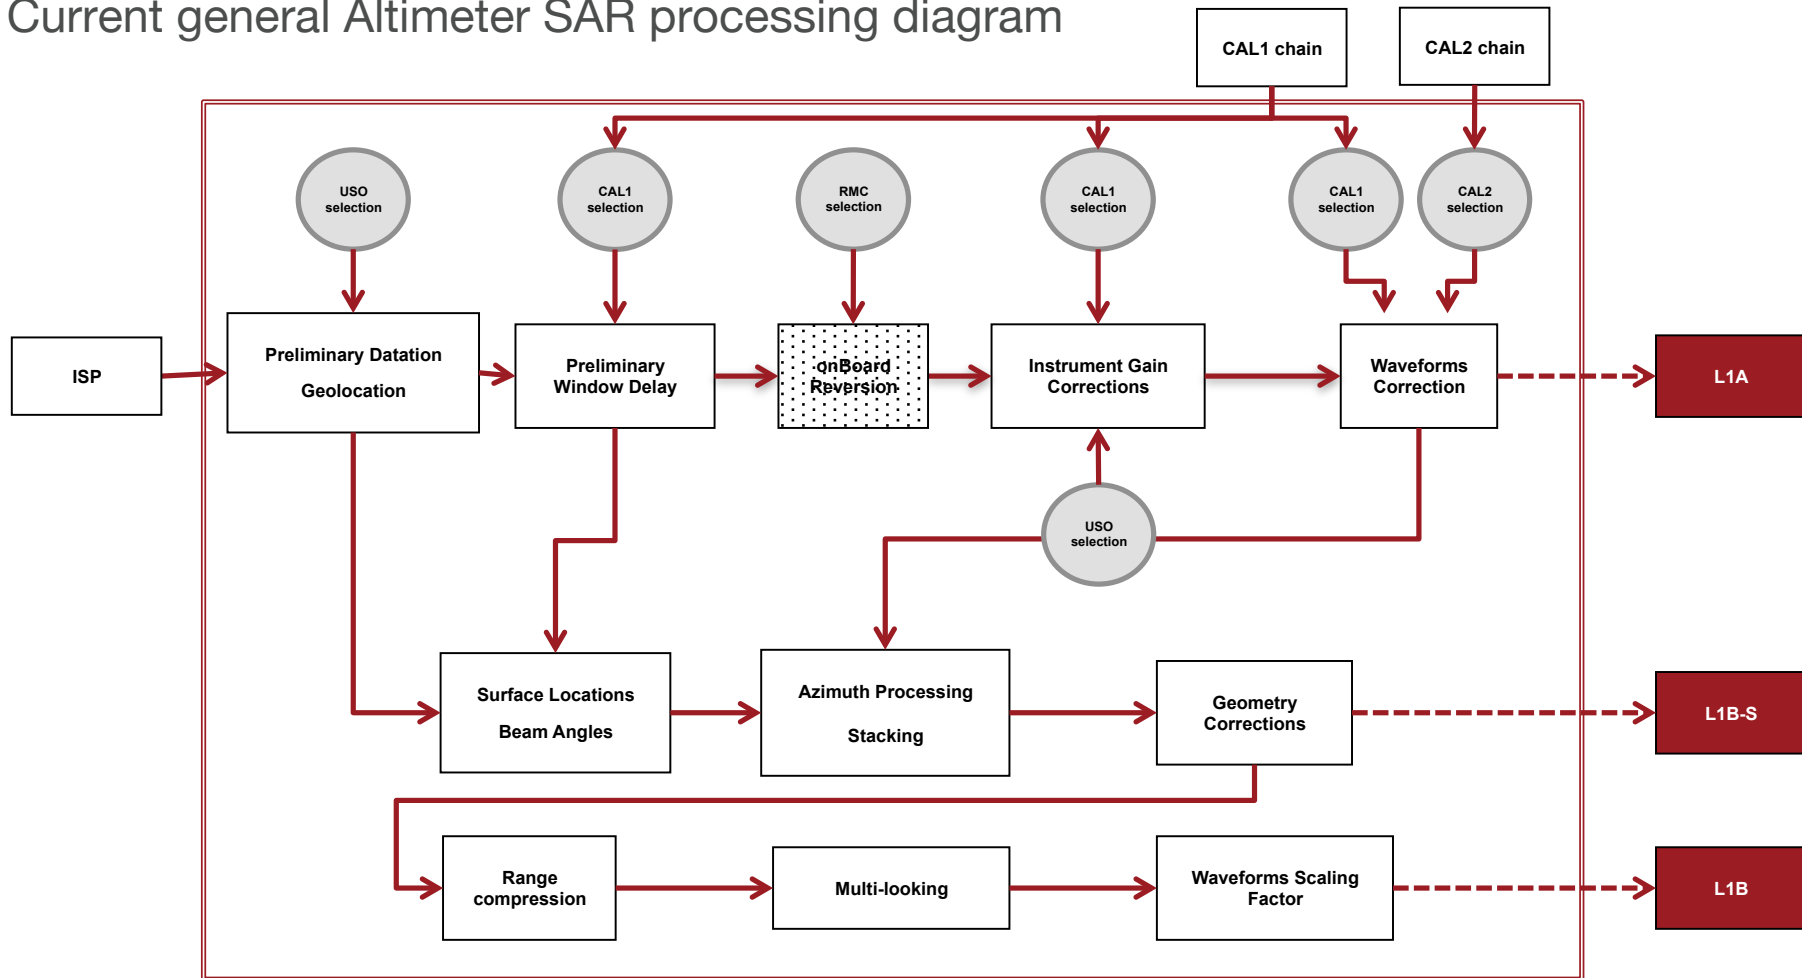 Current general Altimeter SAR processing diagram
CAL1 chain
CAL2 chain
USO
selection
CAL1
selection
RMC
selection
CAL1
selection
CAL1
selection
CAL2
selection
ISP
Preliminary Datation
Geolocation
Preliminary
Window Delay
onBoard
Reversion
Instrument Gain
Corrections
Waveforms
Correction
L1A
USO
selection
Surface Locations
Beam Angles
Azimuth Processing
Stacking
Geometry
Corrections
L1B-S
Range
compression
Multi-looking
Waveforms Scaling
Factor
L1B